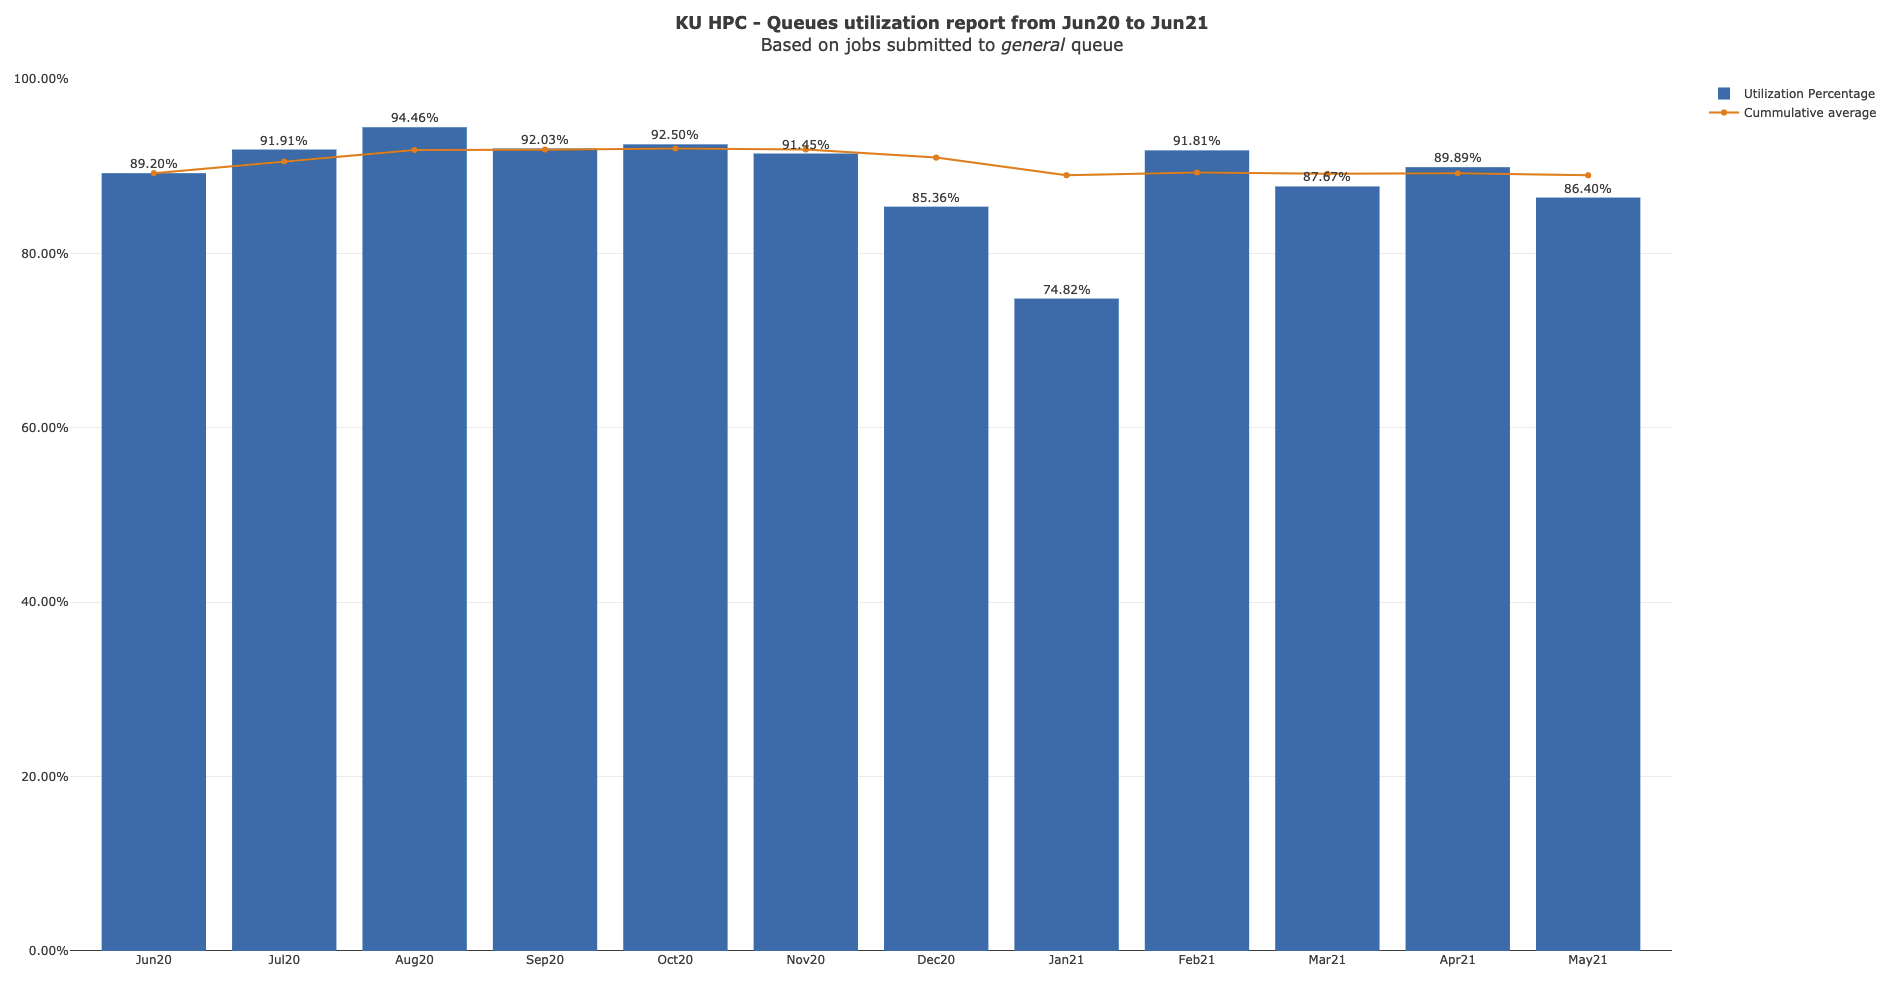 KU HPC - Queues utilization report from Jun20 to Jun21
Based on jobs submitted to general queue
100.00%
80.00%
60.00%
40.00%
20.00%
0.00%
89.20%
91.91%
94.46%
92.03%
92.50%
91.45%
85.36%
74.82%
91.81%
87.67%
89.89%
86.40%
Jun20
Jul20
Aug20
Sep20
Oct20
Nov20
Dec20
Jan21
Feb21
Mar21
Apr21
May21
Utilization Percentage
Cummulative average